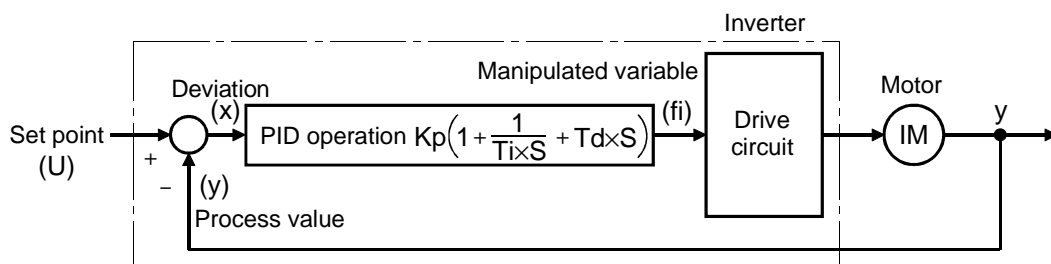 Inverter
Deviation
(x)
Manipulated variable
(fi)
Motor
Set point
(U)
+
−
PID operation Kp(1+ 1/Ti×S + Td×S)
Drive
circuit
IM
y
(y)
Process value